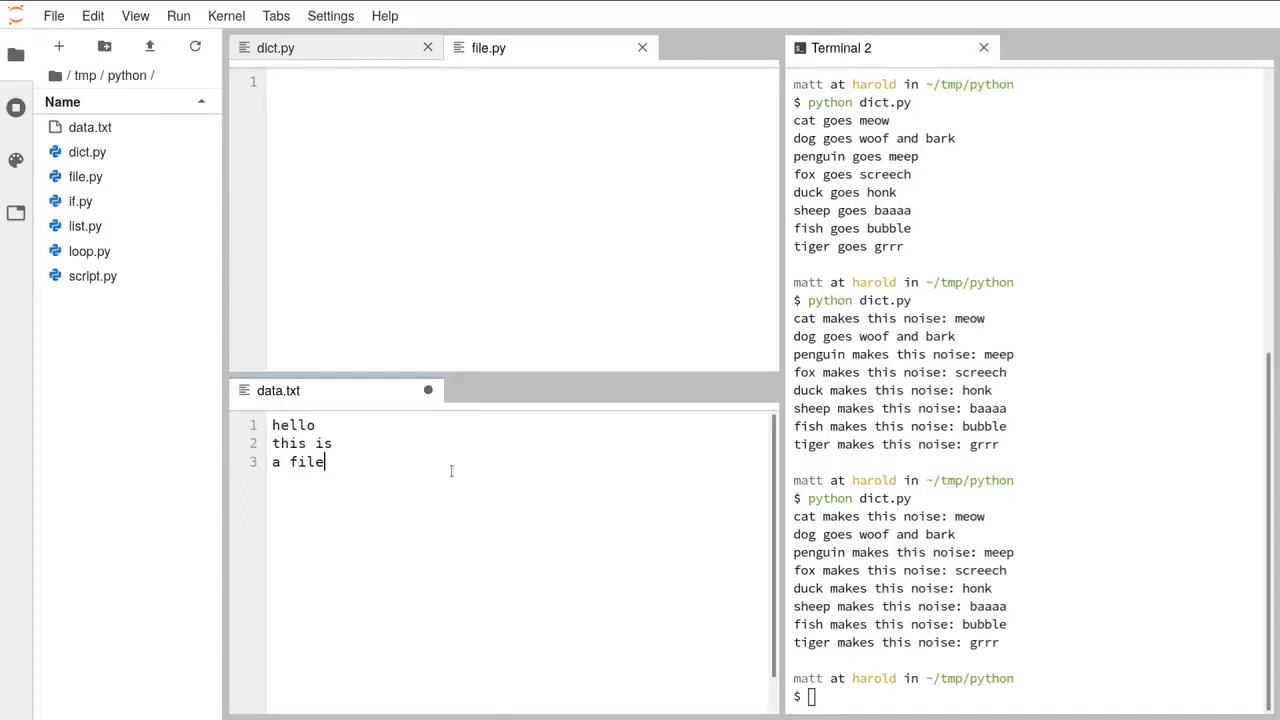 File Edit View Run Kernel Tabs Settings Help
/ tmp / python /
Name
data.txt
dict.py
file.py
if.py
list.py
loop.py
script.py
dict.py
file.py
1
data.txt
1 hello
2 this is
3 a file
Terminal 2
matt at harold in ~/tmp/python
$ python dict.py
cat goes meow
dog goes woof and bark
penguin goes meep
fox goes screech
duck goes honk
sheep goes baaaa
fish goes bubble
tiger goes grrr
matt at harold in ~/tmp/python
$ python dict.py
cat makes this noise: meow
dog goes woof and bark
penguin makes this noise: meep
fox makes this noise: screech
duck makes this noise: honk
sheep makes this noise: baaaa
fish makes this noise: bubble
tiger makes this noise: grrr
matt at harold in ~/tmp/python
$ python dict.py
cat makes this noise: meow
dog goes woof and bark
penguin makes this noise: meep
fox makes this noise: screech
duck makes this noise: honk
sheep makes this noise: baaaa
fish makes this noise: bubble
tiger makes this noise: grrr
matt at harold in ~/tmp/python
$